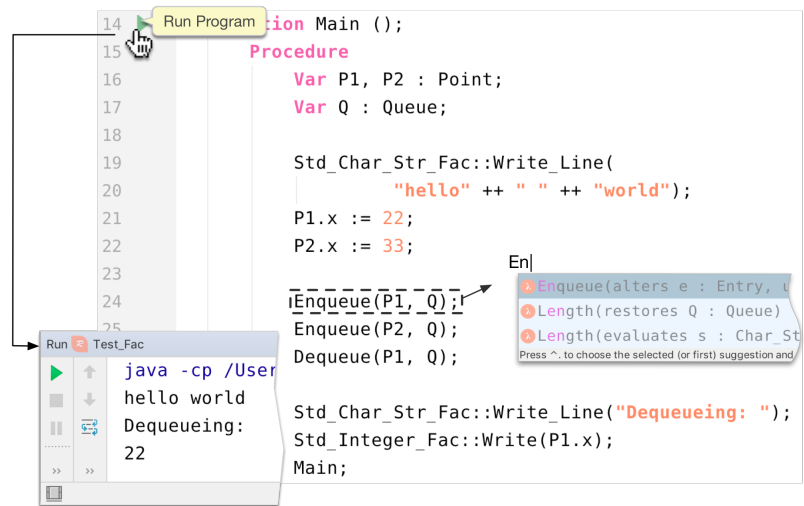 14 Run Program tion Main ();
15 Procedure
16 Var P1, P2 : Point;
17 Var Q : Queue;
18
19 Std_Char_Str_Fac::Write_Line(
20 "hello" ++ " " ++ "world");
21 P1.x := 22;
22 P2.x := 33;
23
24 Enqueue(P1, Q);
25 Enqueue(P2, Q);
Dequeue(P1, Q);
Std_Char_Str_Fac::Write_Line("Dequeueing: ");
Std_Integer_Fac::Write(P1.x);
Main;
En
λ Enqueue(alters e : Entry, u
λ Length(restores Q : Queue)
λ Length(evaluates s : Char_St
Press ^. to choose the selected (or first) suggestion and
Run Test_Fac
java -cp /User
hello world
Dequeueing:
22